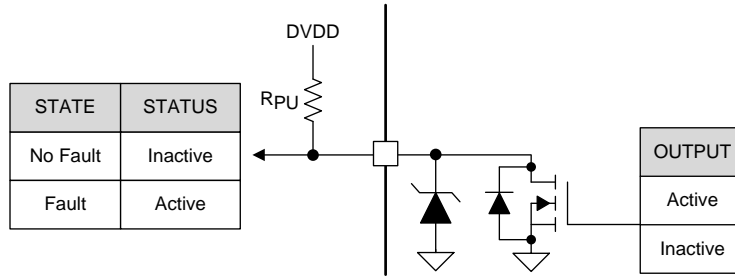 DVDD
RPU
STATE STATUS
No Fault Inactive
Fault Active
OUTPUT
Active
Inactive